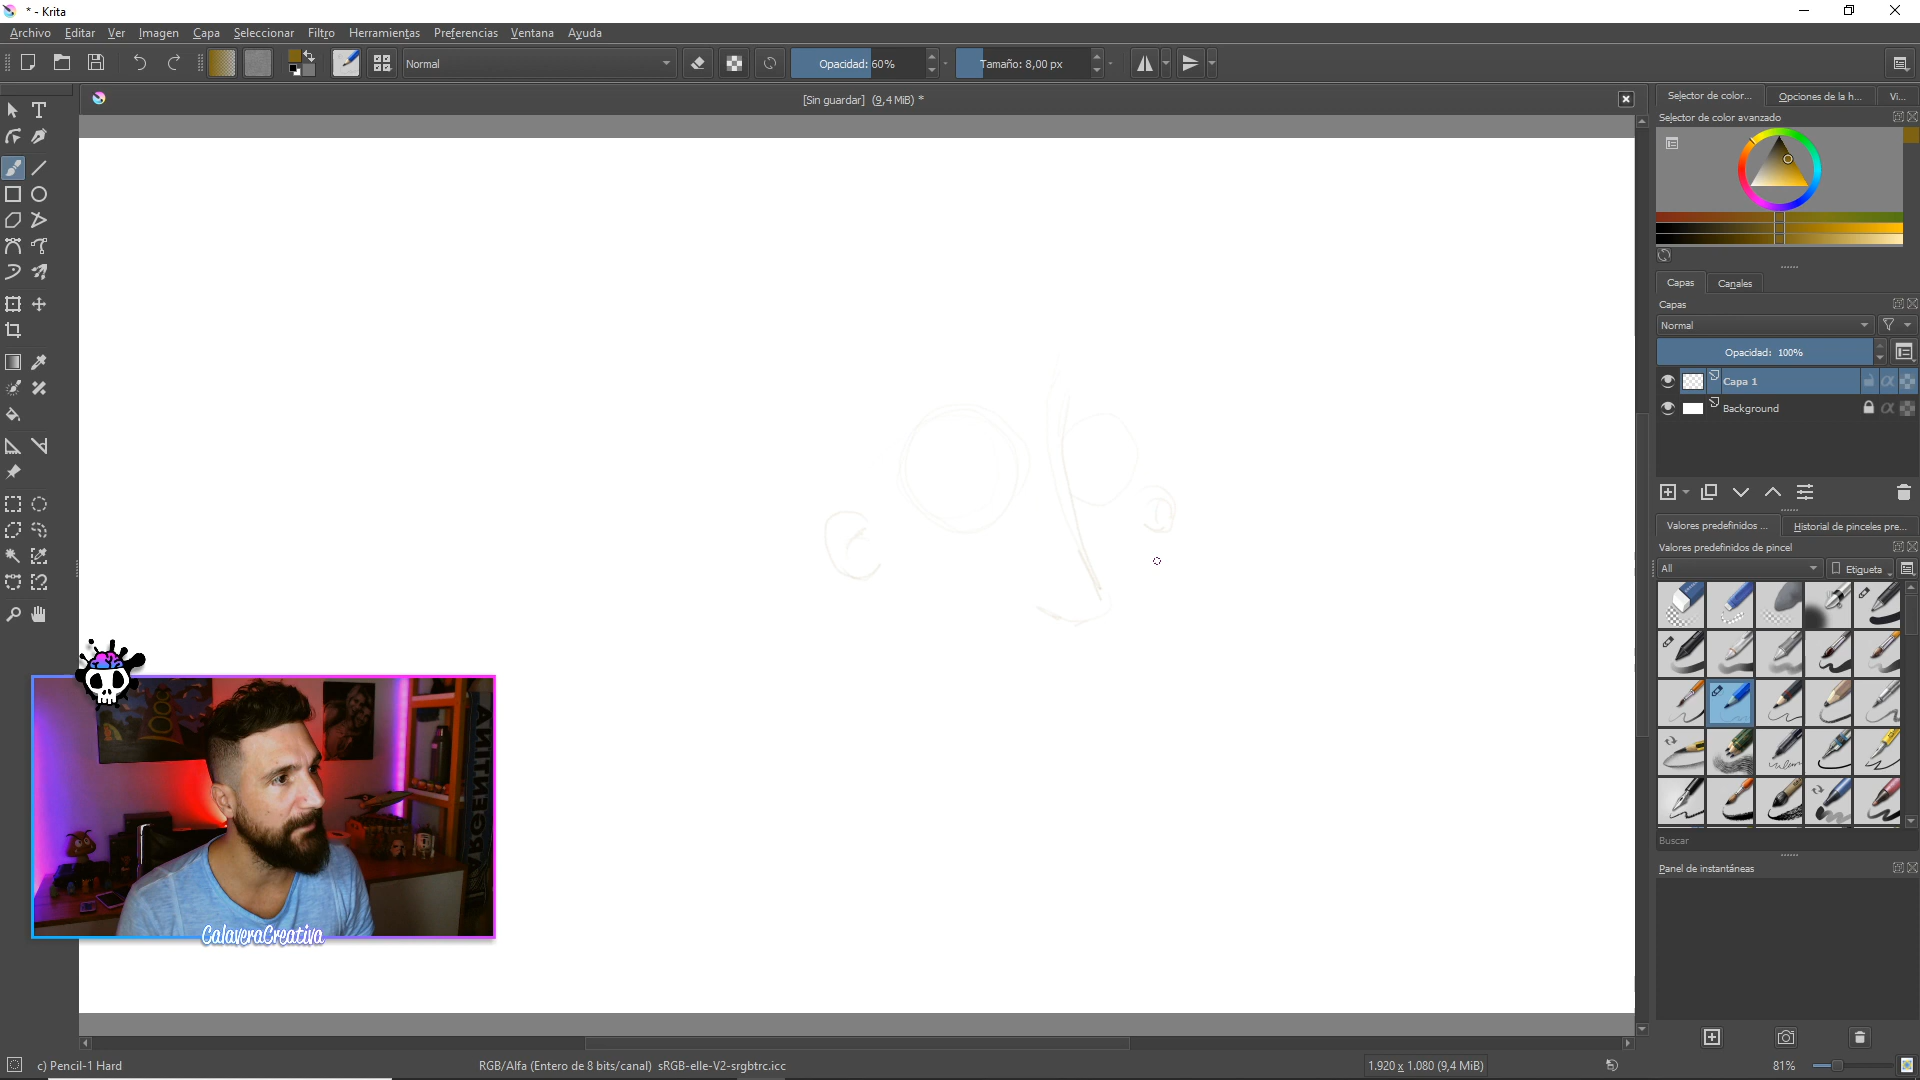 * - Krita
Archivo Editar Ver Imagen Capa Seleccionar Filtro Herramientas Preferencias Ventana Ayuda
Normal Opacidad: 60% Tamaño: 8,00 px
[Sin guardar] (9,4 MiB) *
Selector de color... Opciones de la h... Vi...
Selector de color avanzado
Capas Canales
Capas
Normal
Opacidad: 100%
Capa 1
Background
Valores predefinidos ... Historial de pinceles pre...
Valores predefinidos de pincel
All Etiqueta
Buscar
Panel de instantáneas
ARGENTINA
CalaveraCreativa
c) Pencil-1 Hard RGB/Alfa (Entero de 8 bits/canal) sRGB-elle-V2-srgbtrc.icc 1.920 x 1.080 (9,4 MiB) 81%